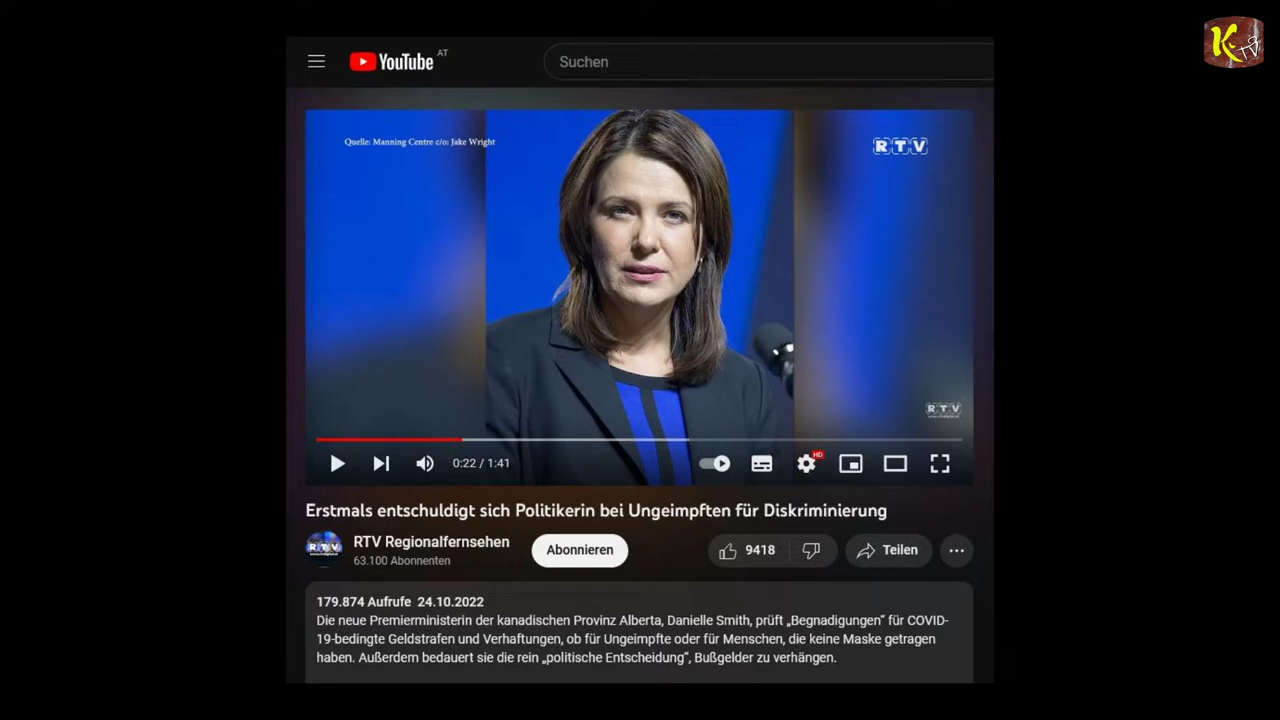 K TV
YouTube AT
Suchen
Quelle: Manning Centre c/o: Jake Wright
RTV
RTV
0:22 / 1:41
HD
Erstmals entschuldigt sich Politikerin bei Ungeimpften für Diskriminierung
RTV Regionalfernsehen
63.100 Abonnenten
Abonnieren
9418
Teilen
179.874 Aufrufe 24.10.2022
Die neue Premierministerin der kanadischen Provinz Alberta, Danielle Smith, prüft „Begnadigungen“ für COVID-
19-bedingte Geldstrafen und Verhaftungen, ob für Ungeimpfte oder für Menschen, die keine Maske getragen
haben. Außerdem bedauert sie die rein „politische Entscheidung“, Bußgelder zu verhängen.